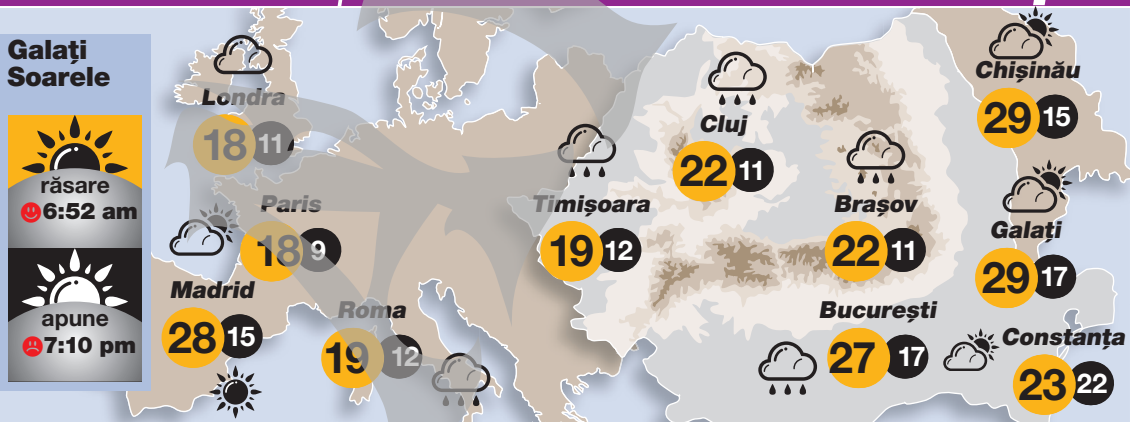 Galați
Soarele
răsare
6:52 am
apune
7:10 pm
Londra
18 11
Paris
18 9
Madrid
28 15
Roma
19 12
Timișoara
19 12
Cluj
22 11
Brașov
22 11
București
27 17
Chișinău
29 15
Galați
29 17
Constanța
23 22